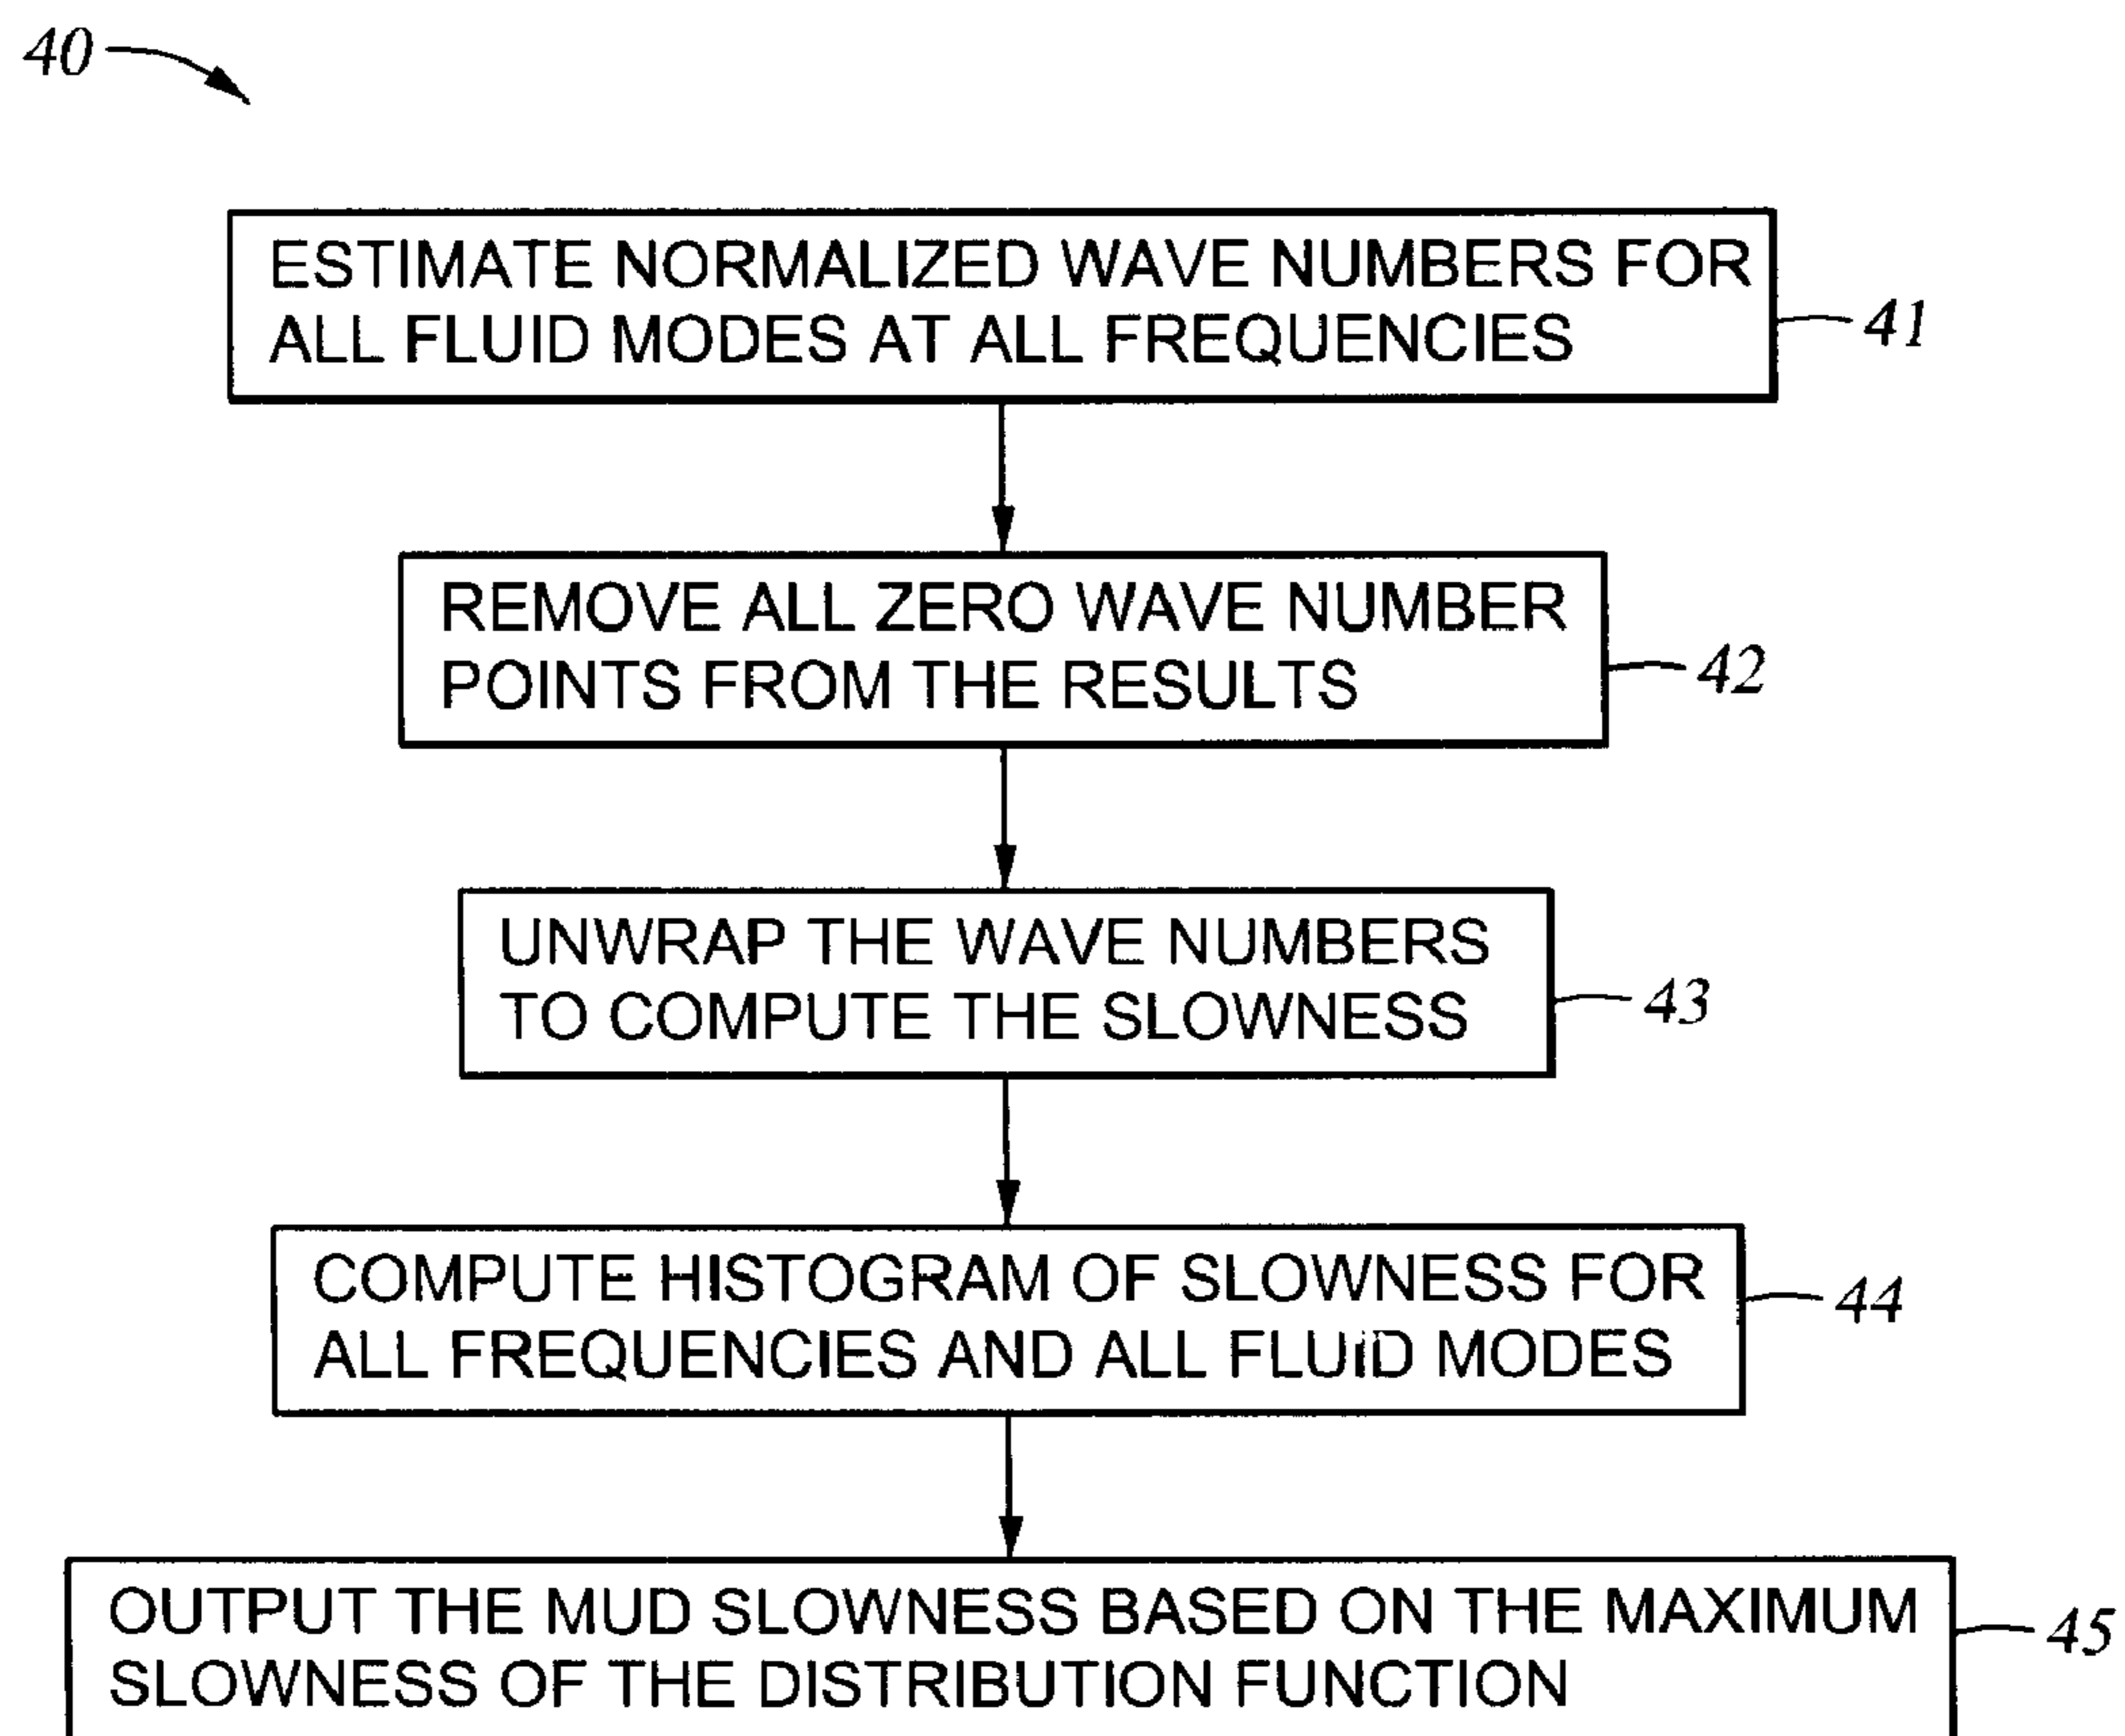 40
ESTIMATE NORMALIZED WAVE NUMBERS FOR
ALL FLUID MODES AT ALL FREQUENCIES
41
REMOVE ALL ZERO WAVE NUMBER
POINTS FROM THE RESULTS
42
UNWRAP THE WAVE NUMBERS
TO COMPUTE THE SLOWNESS
43
COMPUTE HISTOGRAM OF SLOWNESS FOR
ALL FREQUENCIES AND ALL FLUID MODES
44
OUTPUT THE MUD SLOWNESS BASED ON THE MAXIMUM
SLOWNESS OF THE DISTRIBUTION FUNCTION
45